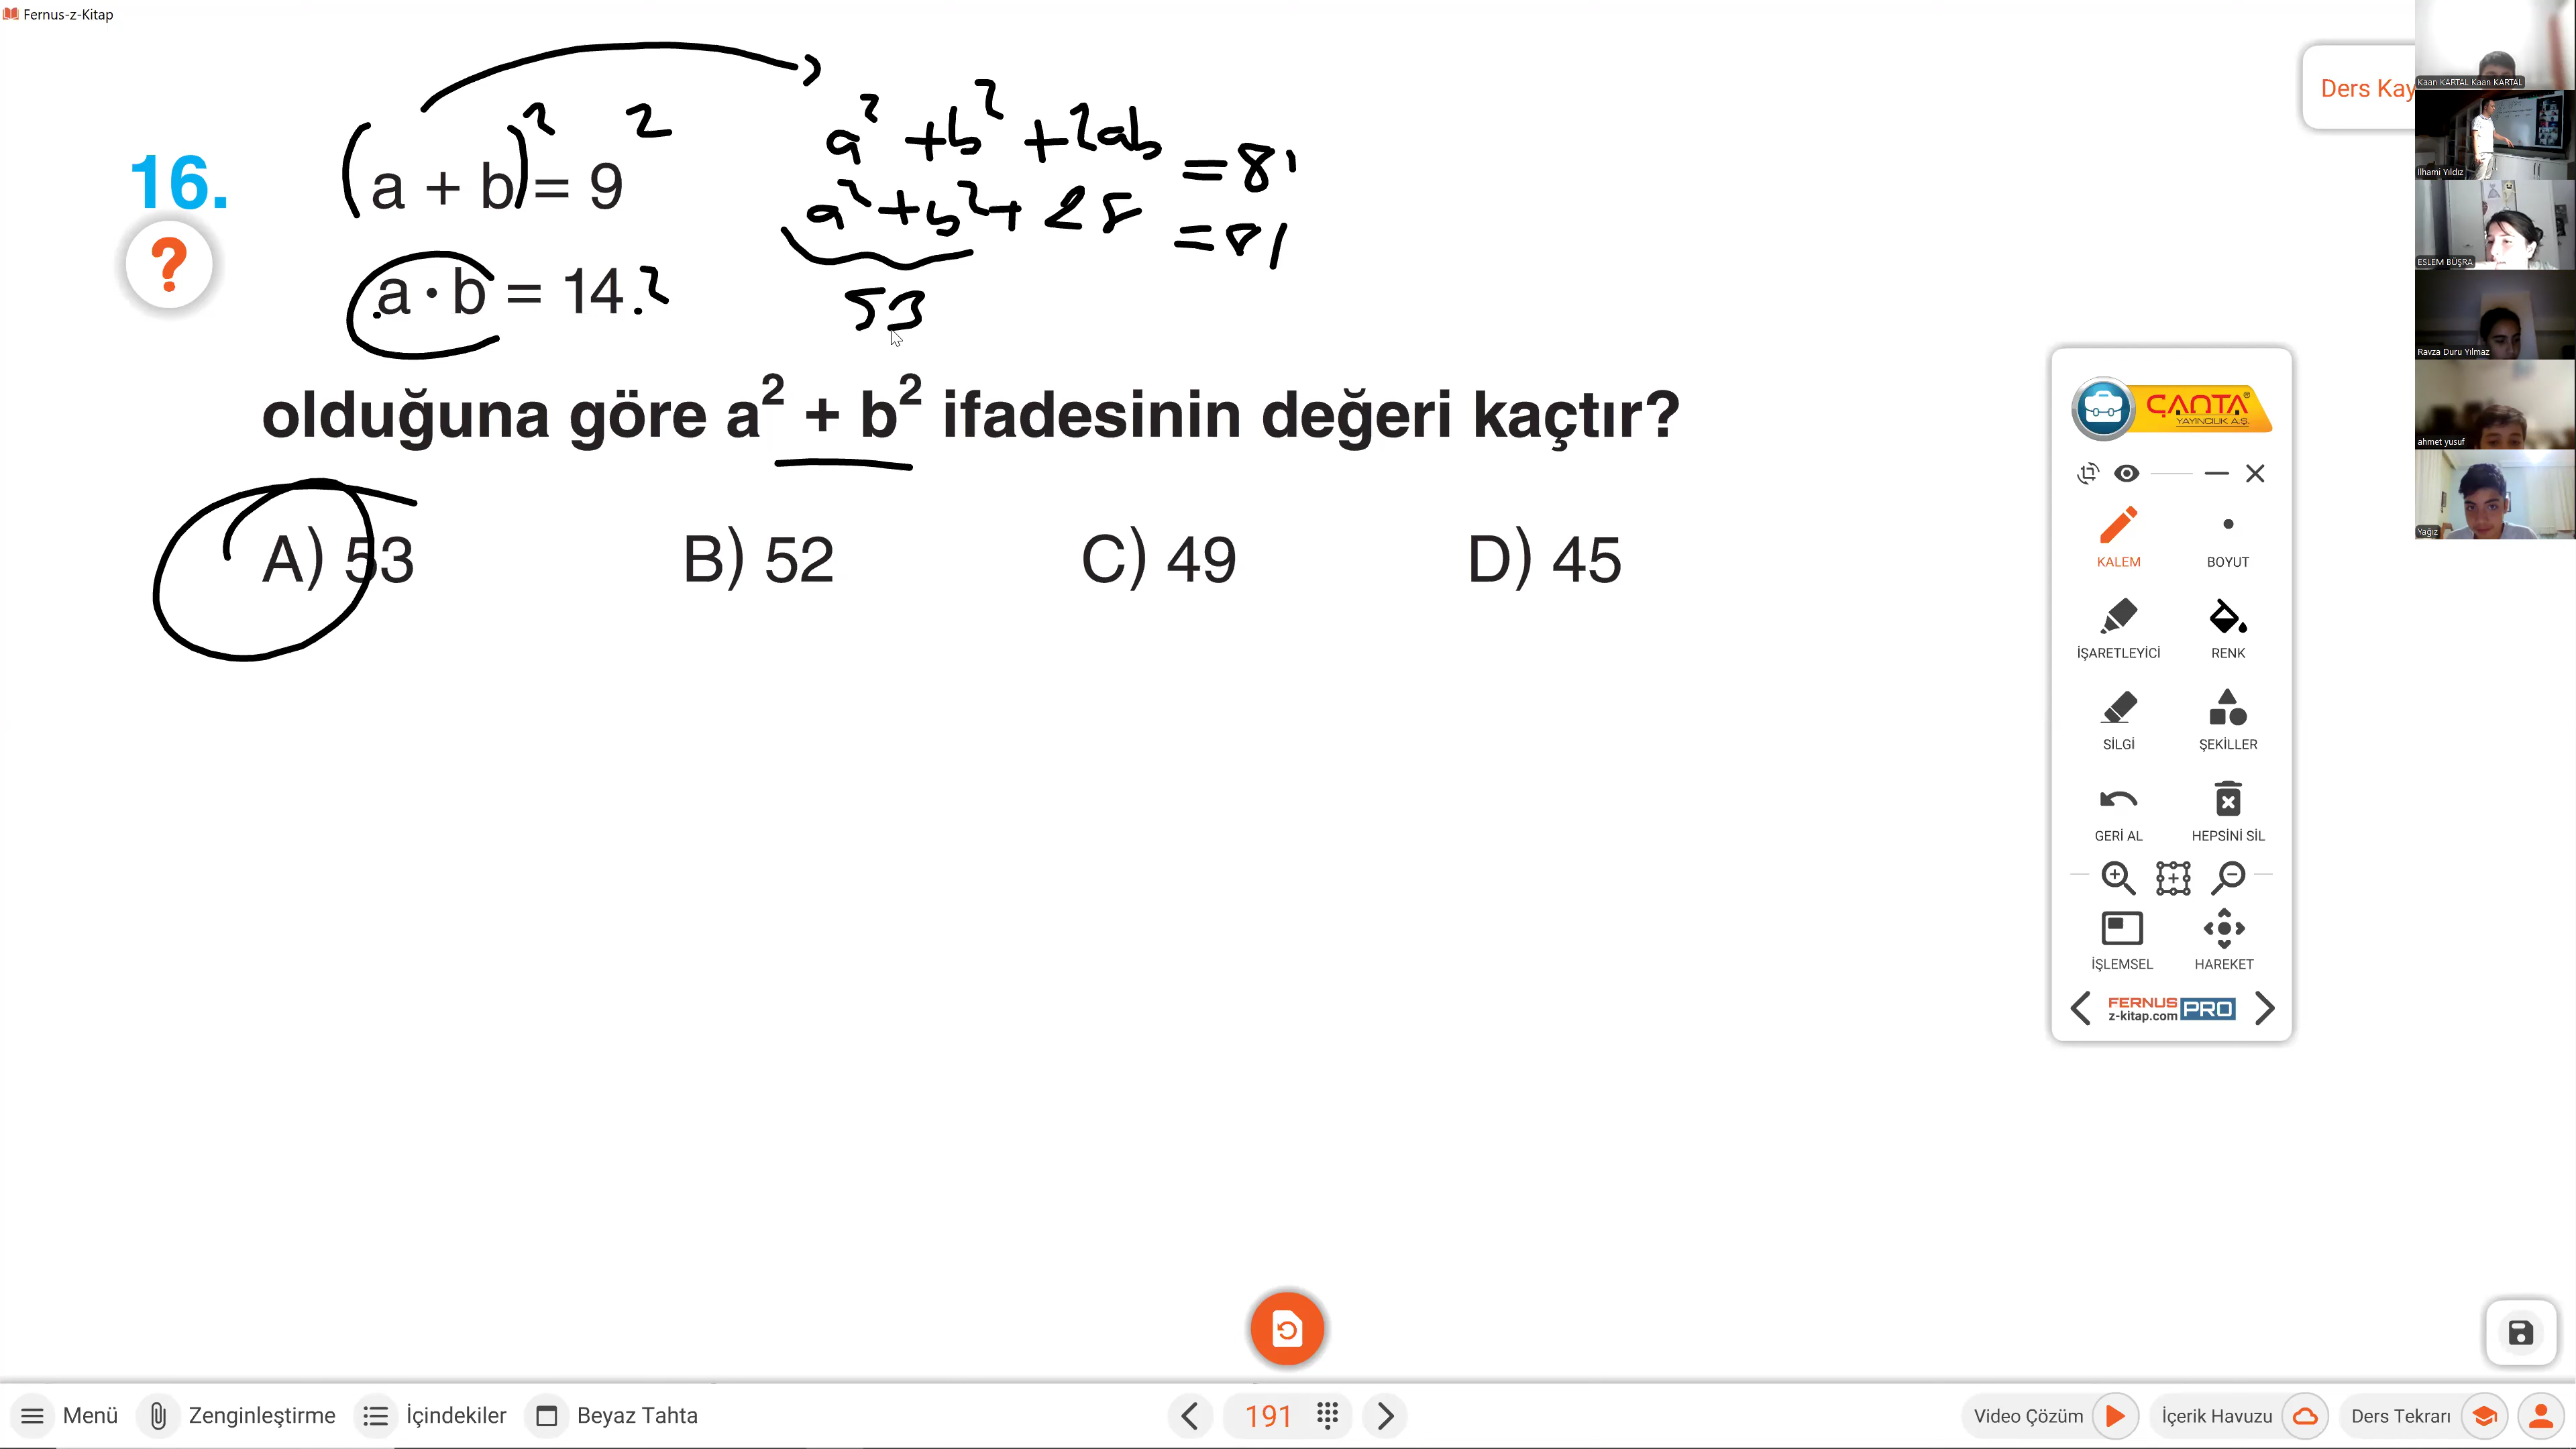 Fernus-z-Kitap
16.
(a + b)² = 9²
a² + b² + 2ab = 81
a² + b² + 28 = 81
a · b = 14.2
53
?
olduğuna göre a² + b² ifadesinin değeri kaçtır?
A) 53 B) 52 C) 49 D) 45
Ders Kay
Kaan KARTAL Kaan KARTAL
İlhami Yıldız
ESLEM BÜŞRA
Ravza Duru Yılmaz
ahmet yusuf
Yağız
ÇANTA
YAYINCILIK A.Ş.
KALEM BOYUT
İŞARETLEYİCİ RENK
SİLGİ ŞEKİLLER
GERİ AL HEPSİNİ SİL
İŞLEMSEL HAREKET
FERNUS PRO
z-kitap.com
Menü Zenginleştirme İçindekiler Beyaz Tahta 191 Video Çözüm İçerik Havuzu Ders Tekrarı